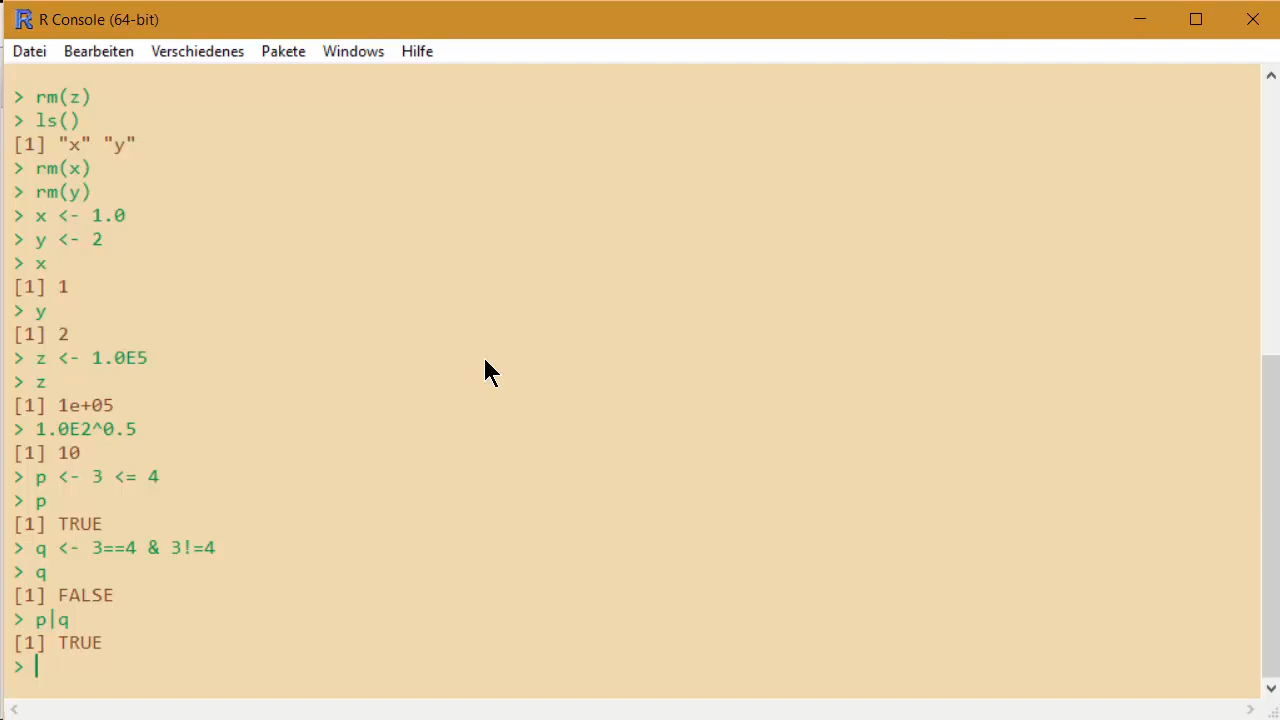 R Console (64-bit)
Datei Bearbeiten Verschiedenes Pakete Windows Hilfe
> rm(z)
> ls()
[1] "x" "y"
> rm(x)
> rm(y)
> x <- 1.0
> y <- 2
> x
[1] 1
> y
[1] 2
> z <- 1.0E5
> z
[1] 1e+05
> 1.0E2^0.5
[1] 10
> p <- 3 <= 4
> p
[1] TRUE
> q <- 3==4 & 3!=4
> q
[1] FALSE
> p|q
[1] TRUE
>